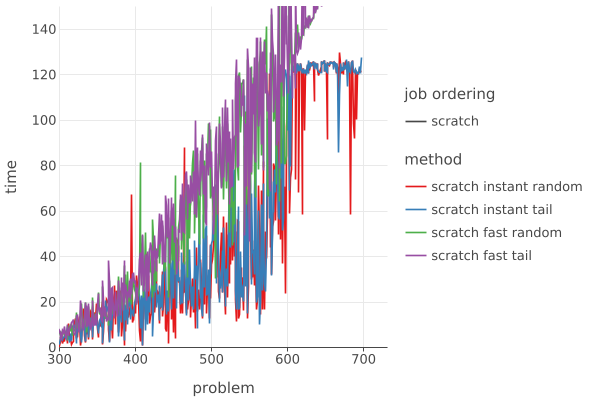 140
120
100
80
60
40
20
0
300
400
500
600
700
time
problem
job ordering
scratch
method
scratch instant random
scratch instant tail
scratch fast random
scratch fast tail